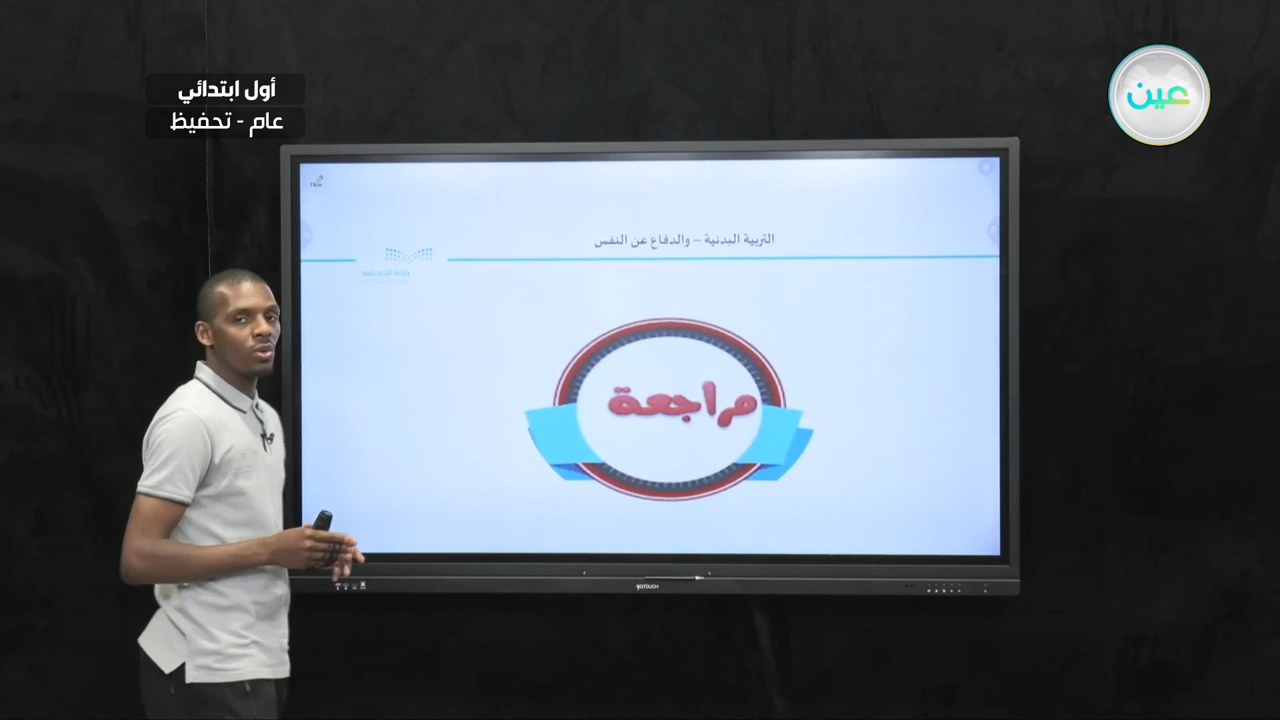 أول ابتدائي
عام - تحفيظ
عين
التربية البدنية – والدفاع عن النفس
مراجعة